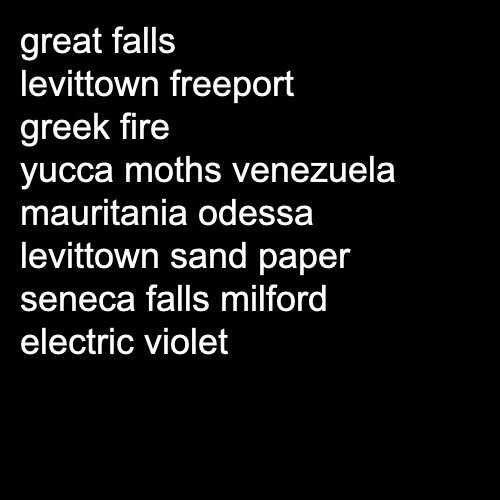 great falls
levittown freeport
greek fire
yucca moths venezuela
mauritania odessa
levittown sand paper
seneca falls milford
electric violet